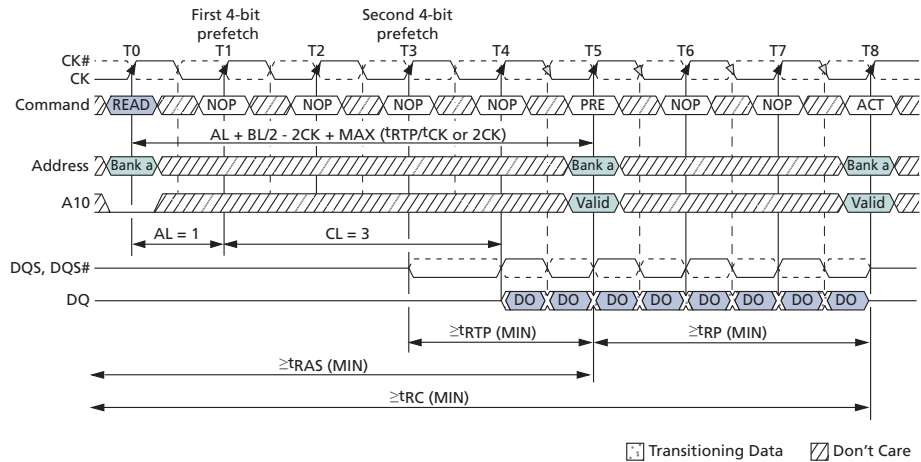 First 4-bit prefetch
Second 4-bit prefetch
T0 T1 T2 T3 T4 T5 T6 T7 T8
CK#
CK
Command READ NOP NOP NOP NOP PRE NOP NOP ACT
AL + BL/2 - 2CK + MAX (tRTP/tCK or 2CK)
Address Bank a Bank a Bank a
A10 Valid Valid
AL = 1 CL = 3
DQS, DQS#
DQ DO DO DO DO DO DO DO DO
≥tRTP (MIN) ≥tRP (MIN)
≥tRAS (MIN)
≥tRC (MIN)
Transitioning Data Don't Care